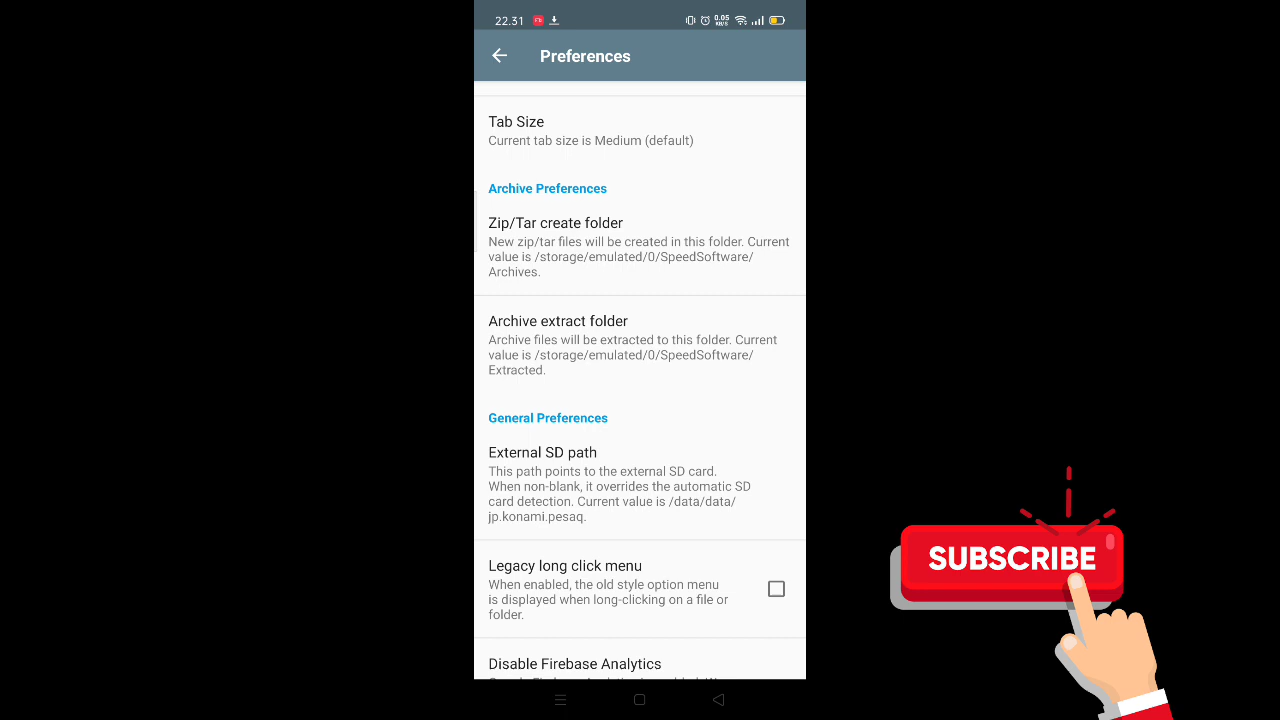 22.31
0.05
KB/S
Preferences
Tab Size
Current tab size is Medium (default)
Archive Preferences
Zip/Tar create folder
New zip/tar files will be created in this folder. Current
value is /storage/emulated/0/SpeedSoftware/
Archives.
Archive extract folder
Archive files will be extracted to this folder. Current
value is /storage/emulated/0/SpeedSoftware/
Extracted.
General Preferences
External SD path
This path points to the external SD card.
When non-blank, it overrides the automatic SD
card detection. Current value is /data/data/
jp.konami.pesaq.
Legacy long click menu
When enabled, the old style option menu
is displayed when long-clicking on a file or
folder.
Disable Firebase Analytics
SUBSCRIBE